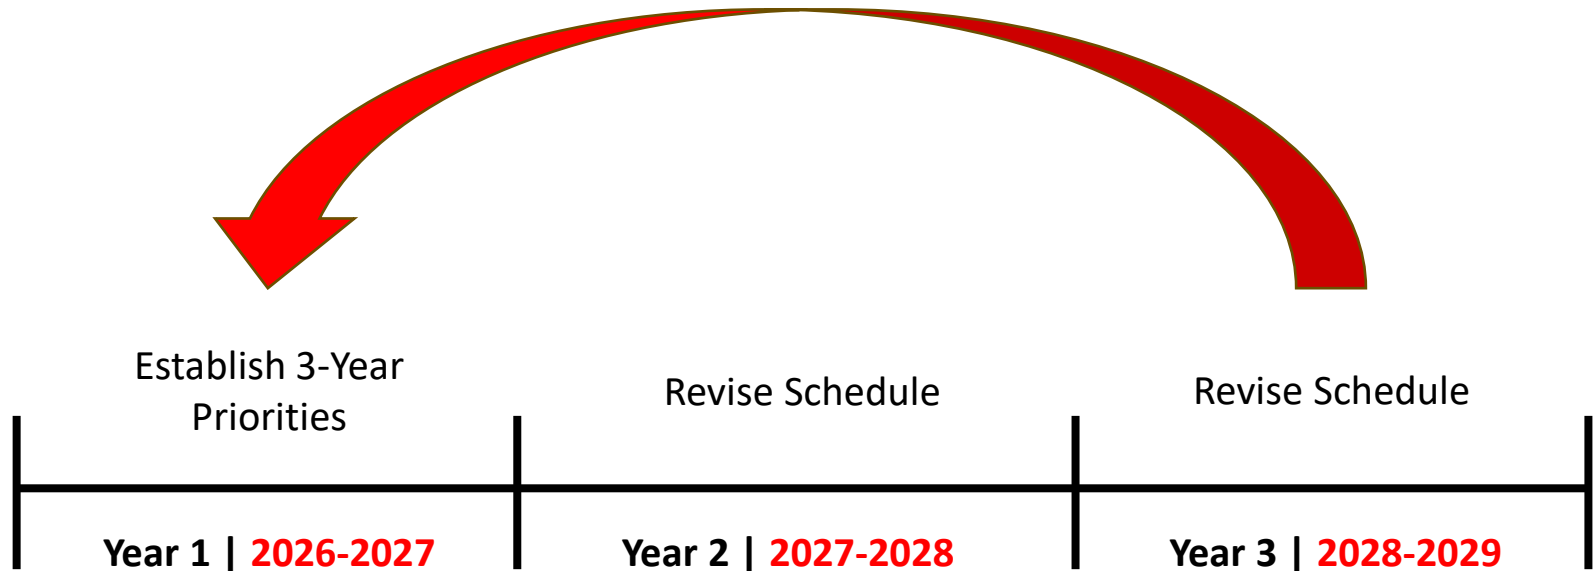 Establish 3-Year
Priorities
Revise Schedule
Revise Schedule
Year 1 | 2026-2027
Year 2 | 2027-2028
Year 3 | 2028-2029